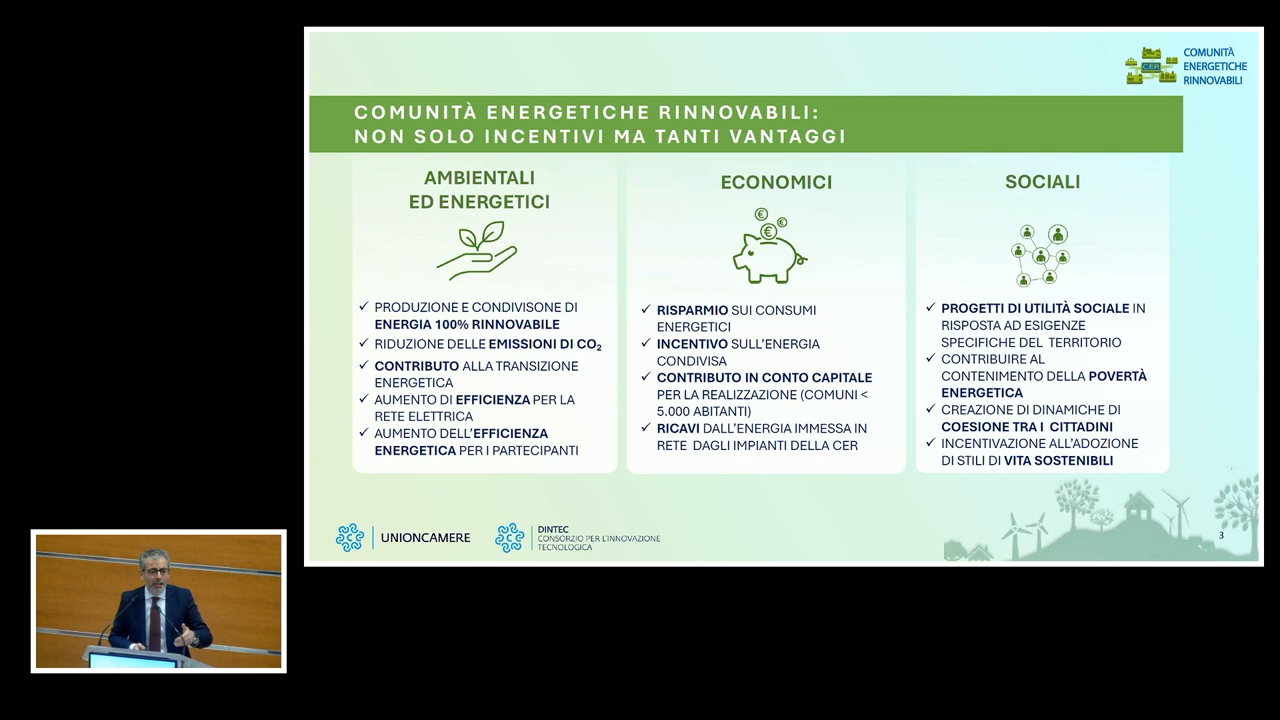 COMUNITÀ
ENERGETICHE
RINNOVABILI
CER
COMUNITÀ ENERGETICHE RINNOVABILI:
NON SOLO INCENTIVI MA TANTI VANTAGGI
AMBIENTALI
ED ENERGETICI
✓ PRODUZIONE E CONDIVISONE DI
ENERGIA 100% RINNOVABILE
✓ RIDUZIONE DELLE EMISSIONI DI CO₂
✓ CONTRIBUTO ALLA TRANSIZIONE
ENERGETICA
✓ AUMENTO DI EFFICIENZA PER LA
RETE ELETTRICA
✓ AUMENTO DELL'EFFICIENZA
ENERGETICA PER I PARTECIPANTI
ECONOMICI
€
€
€
✓ RISPARMIO SUI CONSUMI
ENERGETICI
✓ INCENTIVO SULL'ENERGIA
CONDIVISA
✓ CONTRIBUTO IN CONTO CAPITALE
PER LA REALIZZAZIONE (COMUNI <
5.000 ABITANTI)
✓ RICAVI DALL'ENERGIA IMMESSA IN
RETE DAGLI IMPIANTI DELLA CER
SOCIALI
✓ PROGETTI DI UTILITÀ SOCIALE IN
RISPOSTA AD ESIGENZE
SPECIFICHE DEL TERRITORIO
✓ CONTRIBUIRE AL
CONTENIMENTO DELLA POVERTÀ
ENERGETICA
✓ CREAZIONE DI DINAMICHE DI
COESIONE TRA I CITTADINI
✓ INCENTIVAZIONE ALL'ADOZIONE
DI STILI DI VITA SOSTENIBILI
UNIONCAMERE
DINTEC
CONSORZIO PER L'INNOVAZIONE
TECNOLOGICA
3